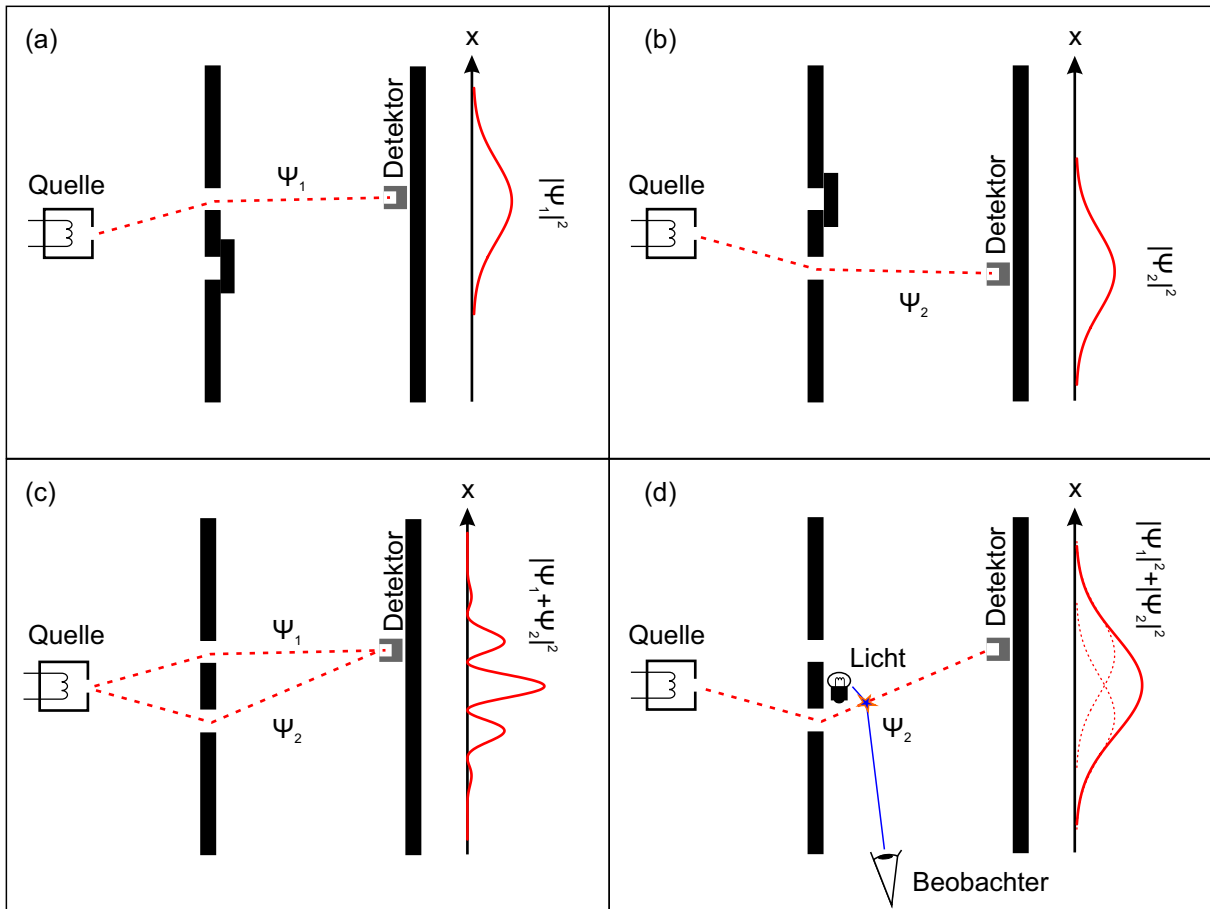 (a)
x
Detektor
Quelle
Ψ₁
|Ψ₁|²
(b)
x
Detektor
Quelle
Ψ₂
|Ψ₂|²
(c)
x
Detektor
Quelle
Ψ₁
Ψ₂
|Ψ₁+Ψ₂|²
(d)
x
Detektor
Quelle
Licht
Ψ₂
Beobachter
|Ψ₁|²+|Ψ₂|²